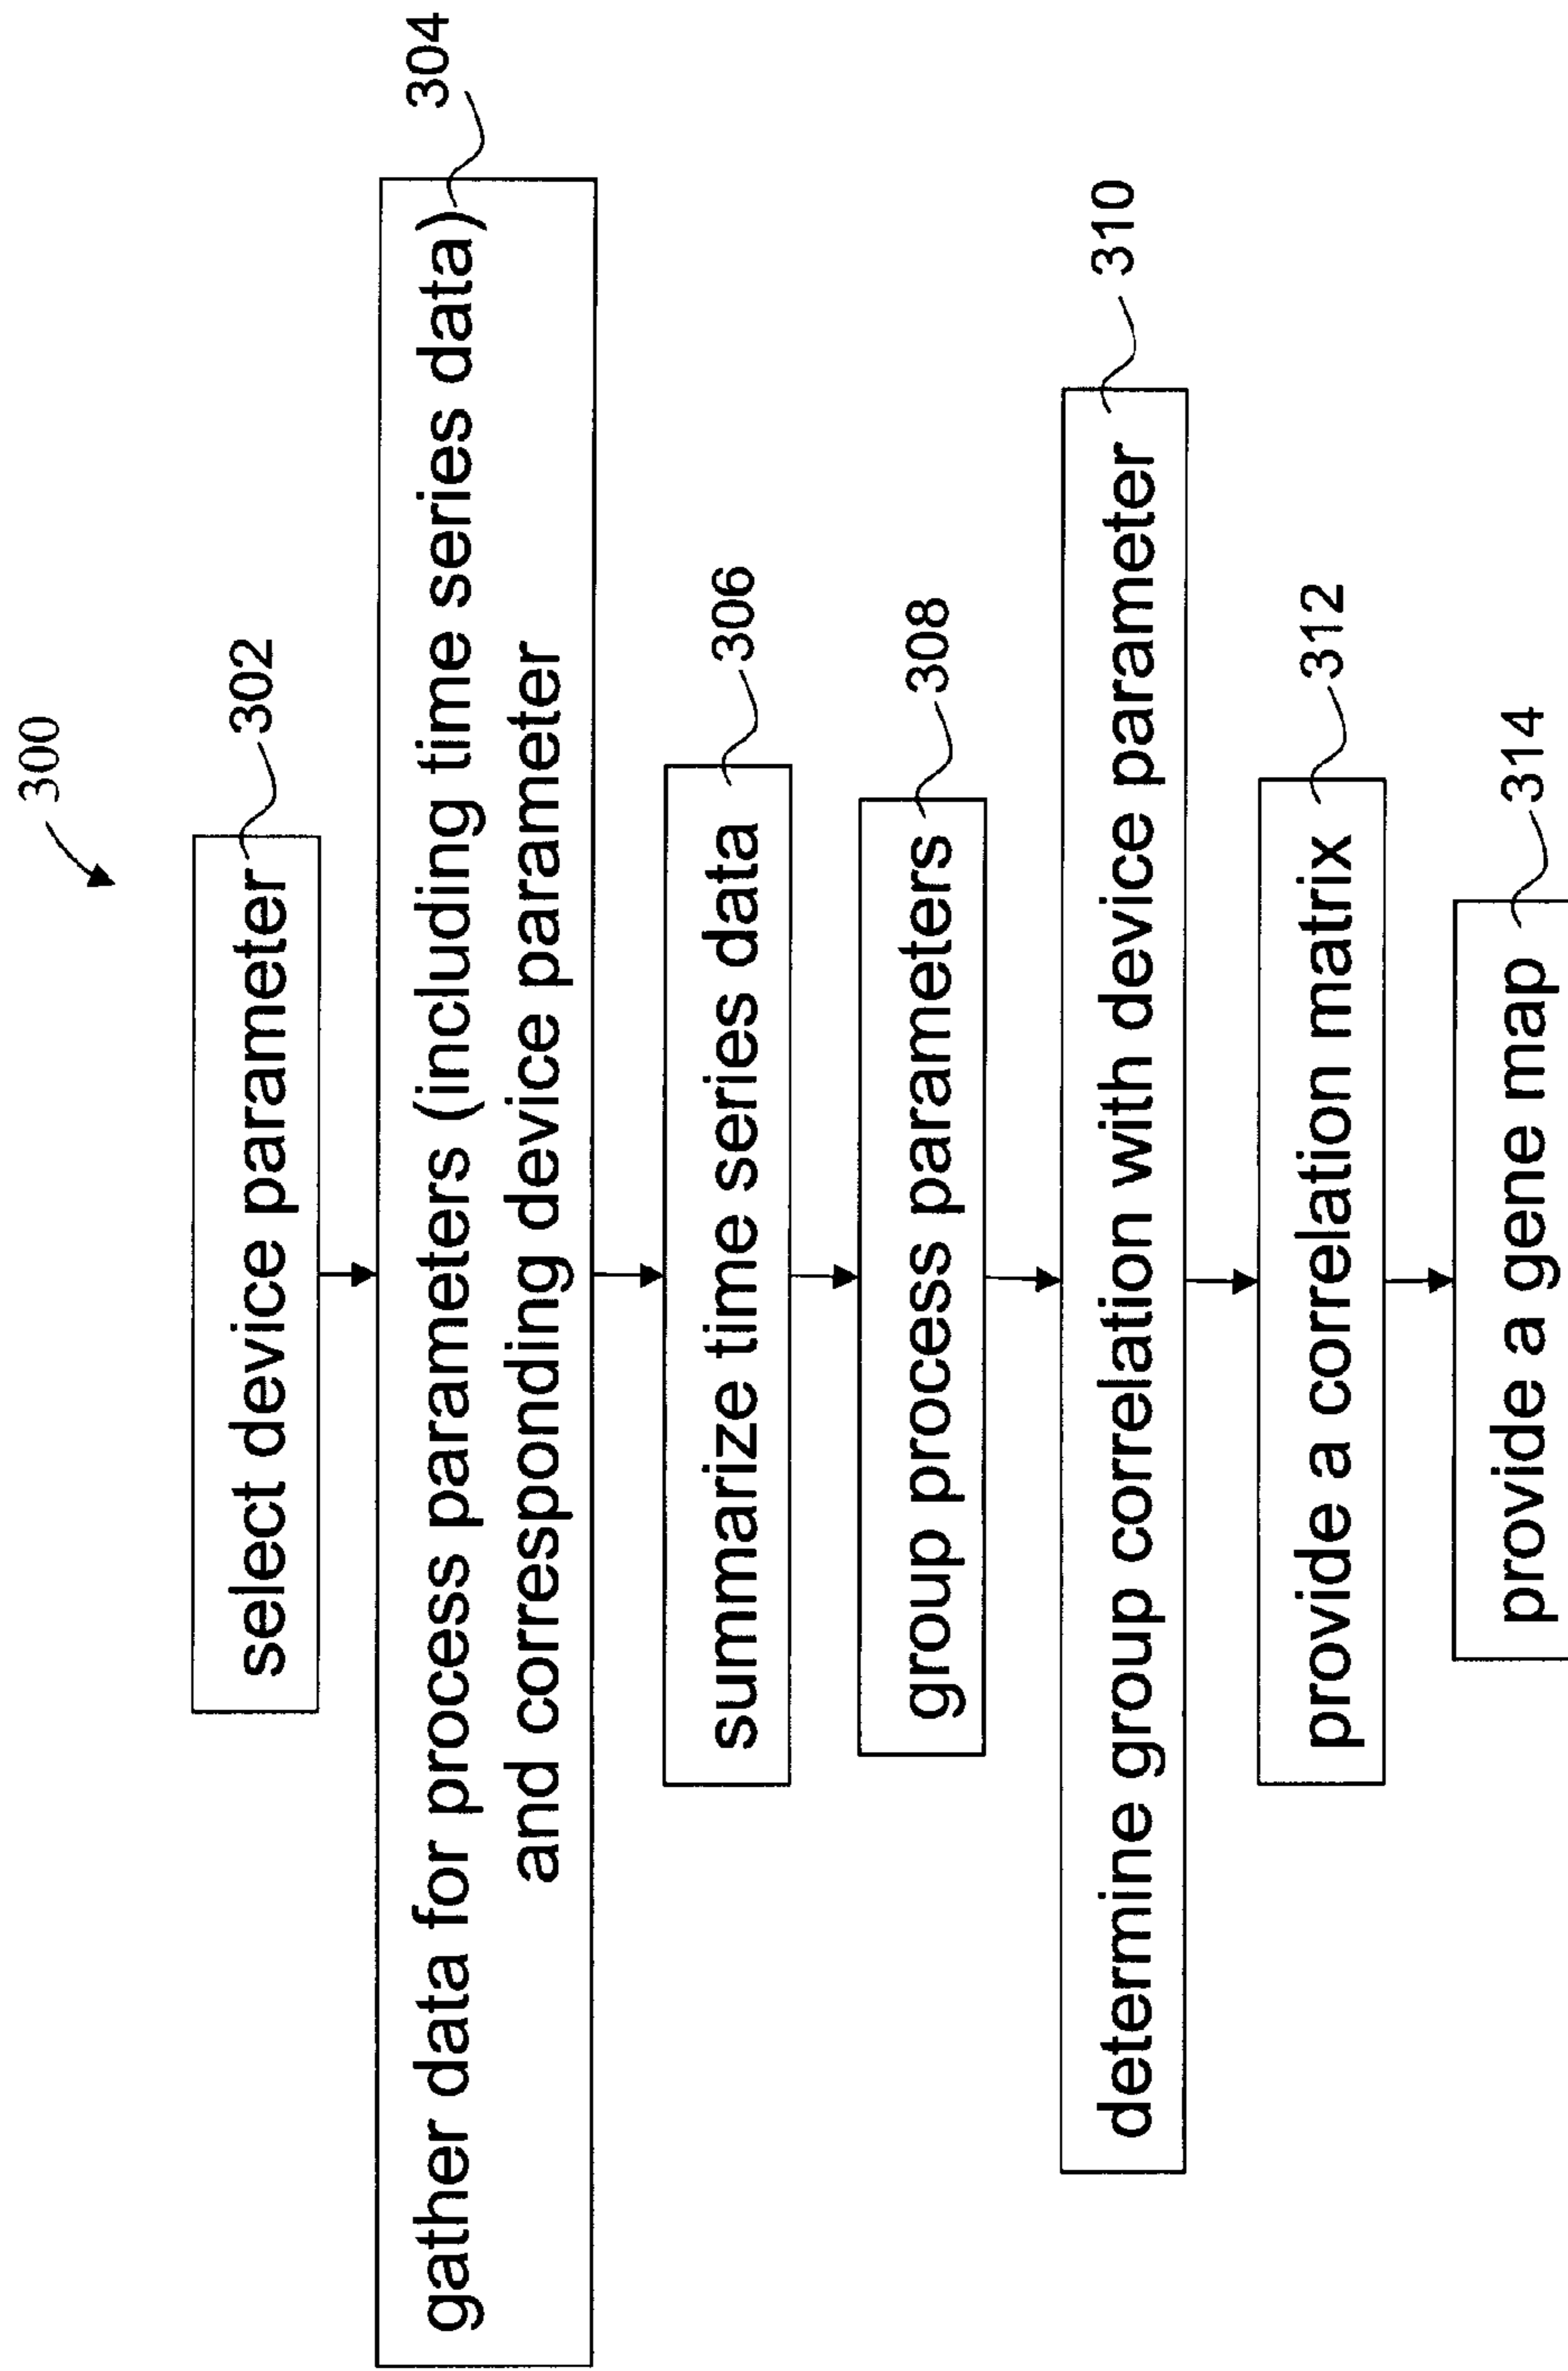 300
select device parameter
302
gather data for process parameters (including time series data)
and corresponding device parameter
304
summarize time series data
306
group process parameters
308
determine group correlation with device parameter
310
provide a correlation matrix
312
provide a gene map
314